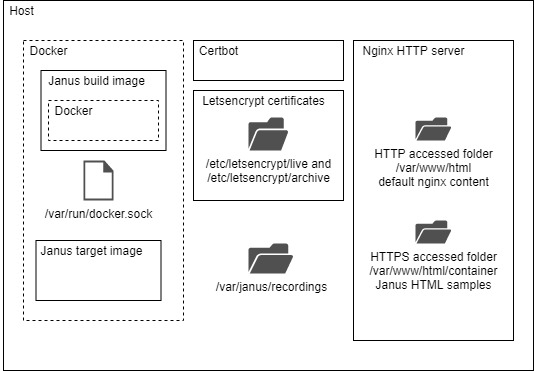 Host
Docker
Janus build image
Docker
/var/run/docker.sock
Janus target image
Certbot
Letsencrypt certificates
/etc/letsencrypt/live and
/etc/letsencrypt/archive
/var/janus/recordings
Nginx HTTP server
HTTP accessed folder
/var/www/html
default nginx content
HTTPS accessed folder
/var/www/html/container
Janus HTML samples